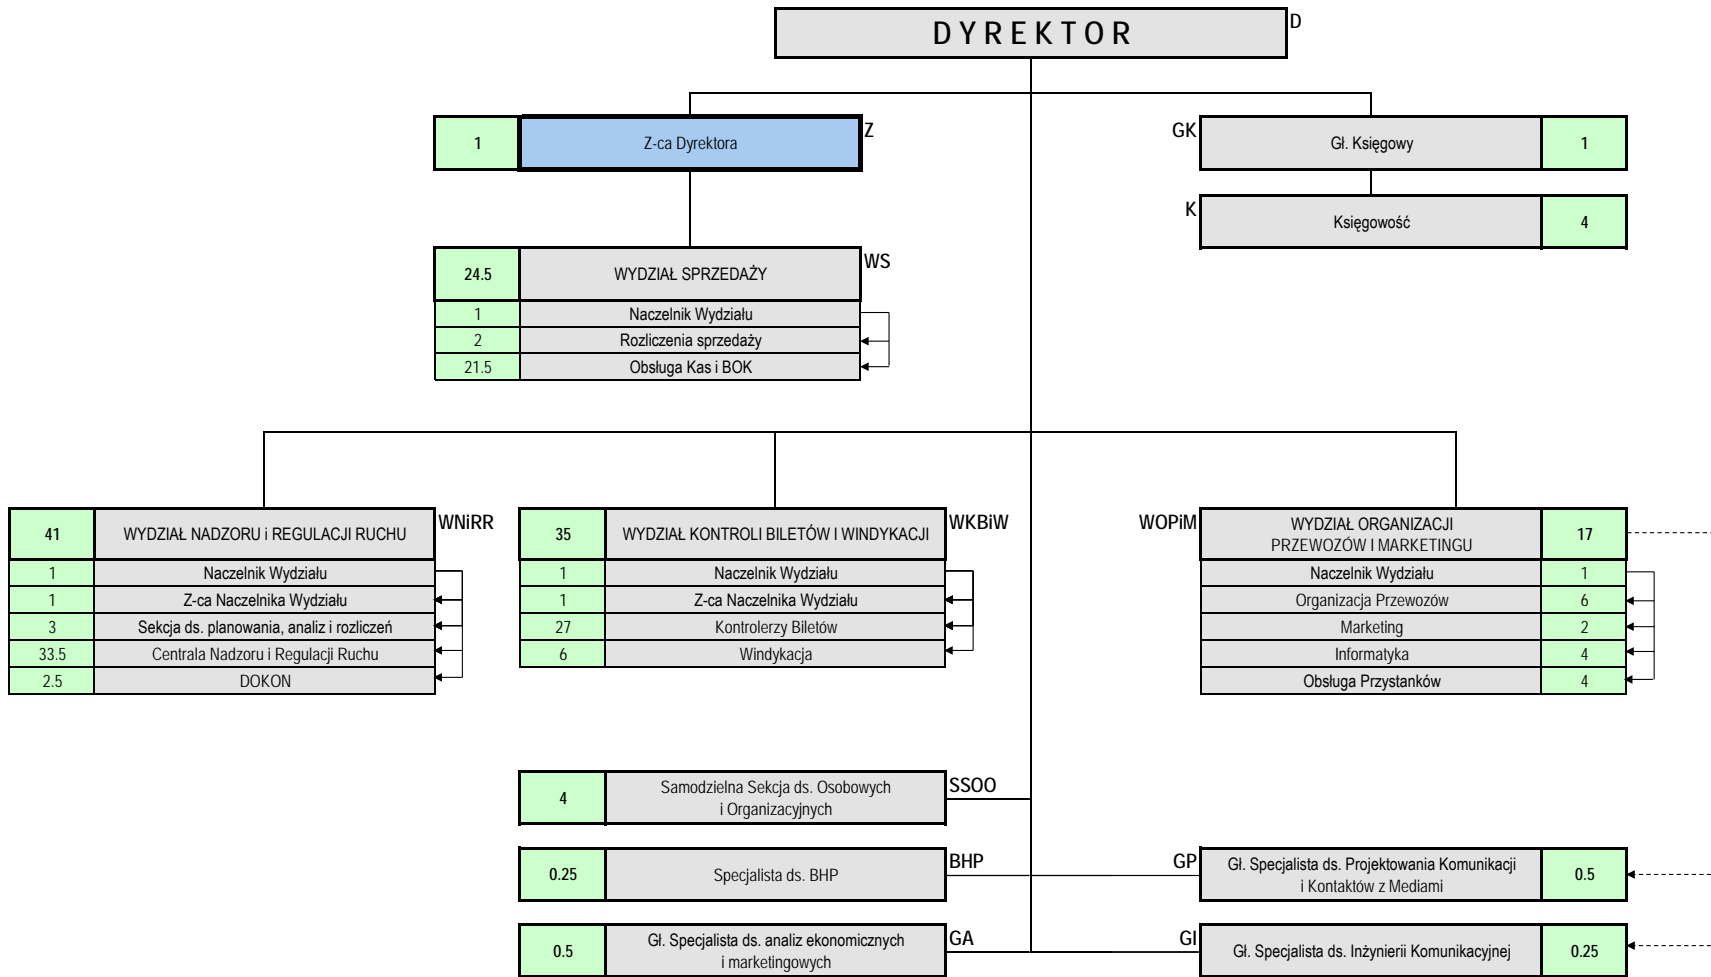 DYREKTOR D
1 Z-ca Dyrektora Z
GK Gł. Księgowy 1
K Księgowość 4
24.5 WYDZIAŁ SPRZEDAŻY WS
1 Naczelnik Wydziału
2 Rozliczenia sprzedaży
21.5 Obsługa Kas i BOK
41 WYDZIAŁ NADZORU i REGULACJI RUCHU WNiRR
1 Naczelnik Wydziału
1 Z-ca Naczelnika Wydziału
3 Sekcja ds. planowania, analiz i rozliczeń
33.5 Centrala Nadzoru i Regulacji Ruchu
2.5 DOKON
35 WYDZIAŁ KONTROLI BILETÓW I WINDYKACJI WKBiW
1 Naczelnik Wydziału
1 Z-ca Naczelnika Wydziału
27 Kontrolerzy Biletów
6 Windykacja
WOPiM WYDZIAŁ ORGANIZACJI
PRZEWOZÓW I MARKETINGU 17
Naczelnik Wydziału 1
Organizacja Przewozów 6
Marketing 2
Informatyka 4
Obsługa Przystanków 4
4 Samodzielna Sekcja ds. Osobowych
i Organizacyjnych SSOO
0.25 Specjalista ds. BHP BHP
GP Gł. Specjalista ds. Projektowania Komunikacji
i Kontaktów z Mediami 0.5
0.5 Gł. Specjalista ds. analiz ekonomicznych
i marketingowych GA
GI Gł. Specjalista ds. Inżynierii Komunikacyjnej 0.25